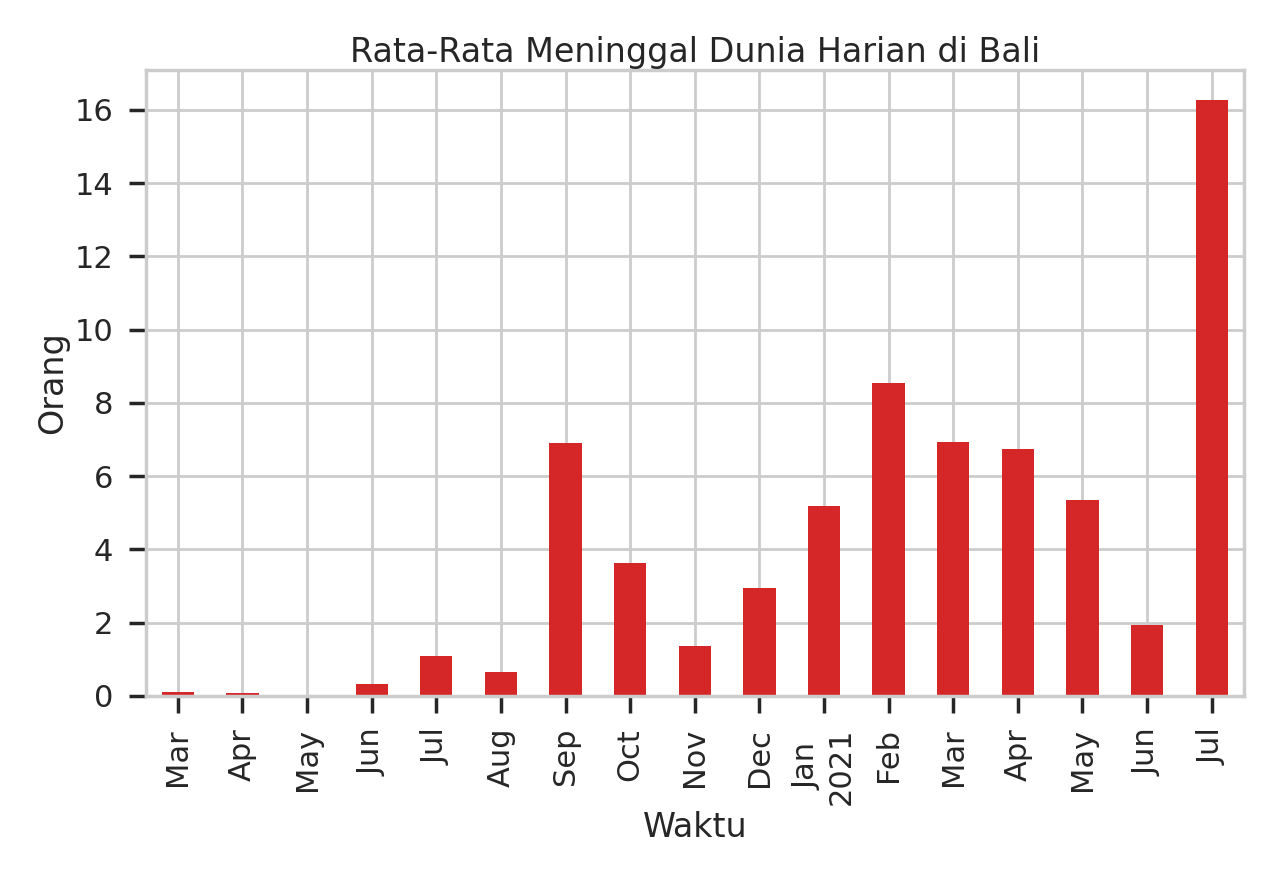 Rata-Rata Meninggal Dunia Harian di Bali
16
14
12
10
8
6
4
2
0
Orang
Mar
Apr
May
Jun
Jul
Aug
Sep
Oct
Nov
Dec
Jan
2021
Feb
Mar
Apr
May
Jun
Jul
Waktu